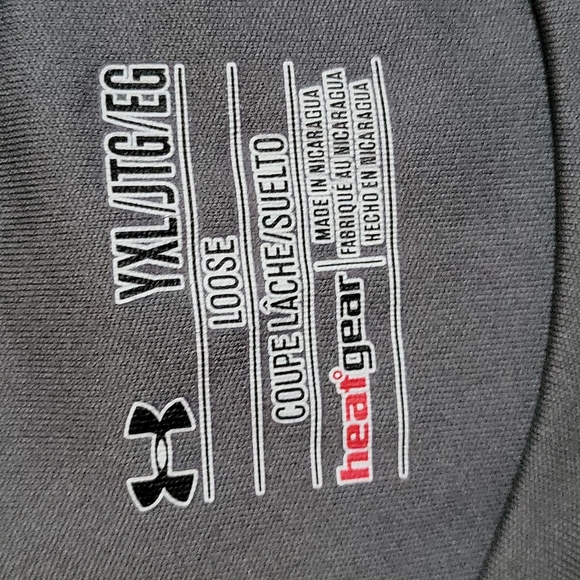 YXL/JTG/EG
LOOSE
COUPE LÂCHE/SUELTO
heatgear
MADE IN NICARAGUA
FABRIQUÉ AU NICARAGUA
HECHO EN NICARAGUA